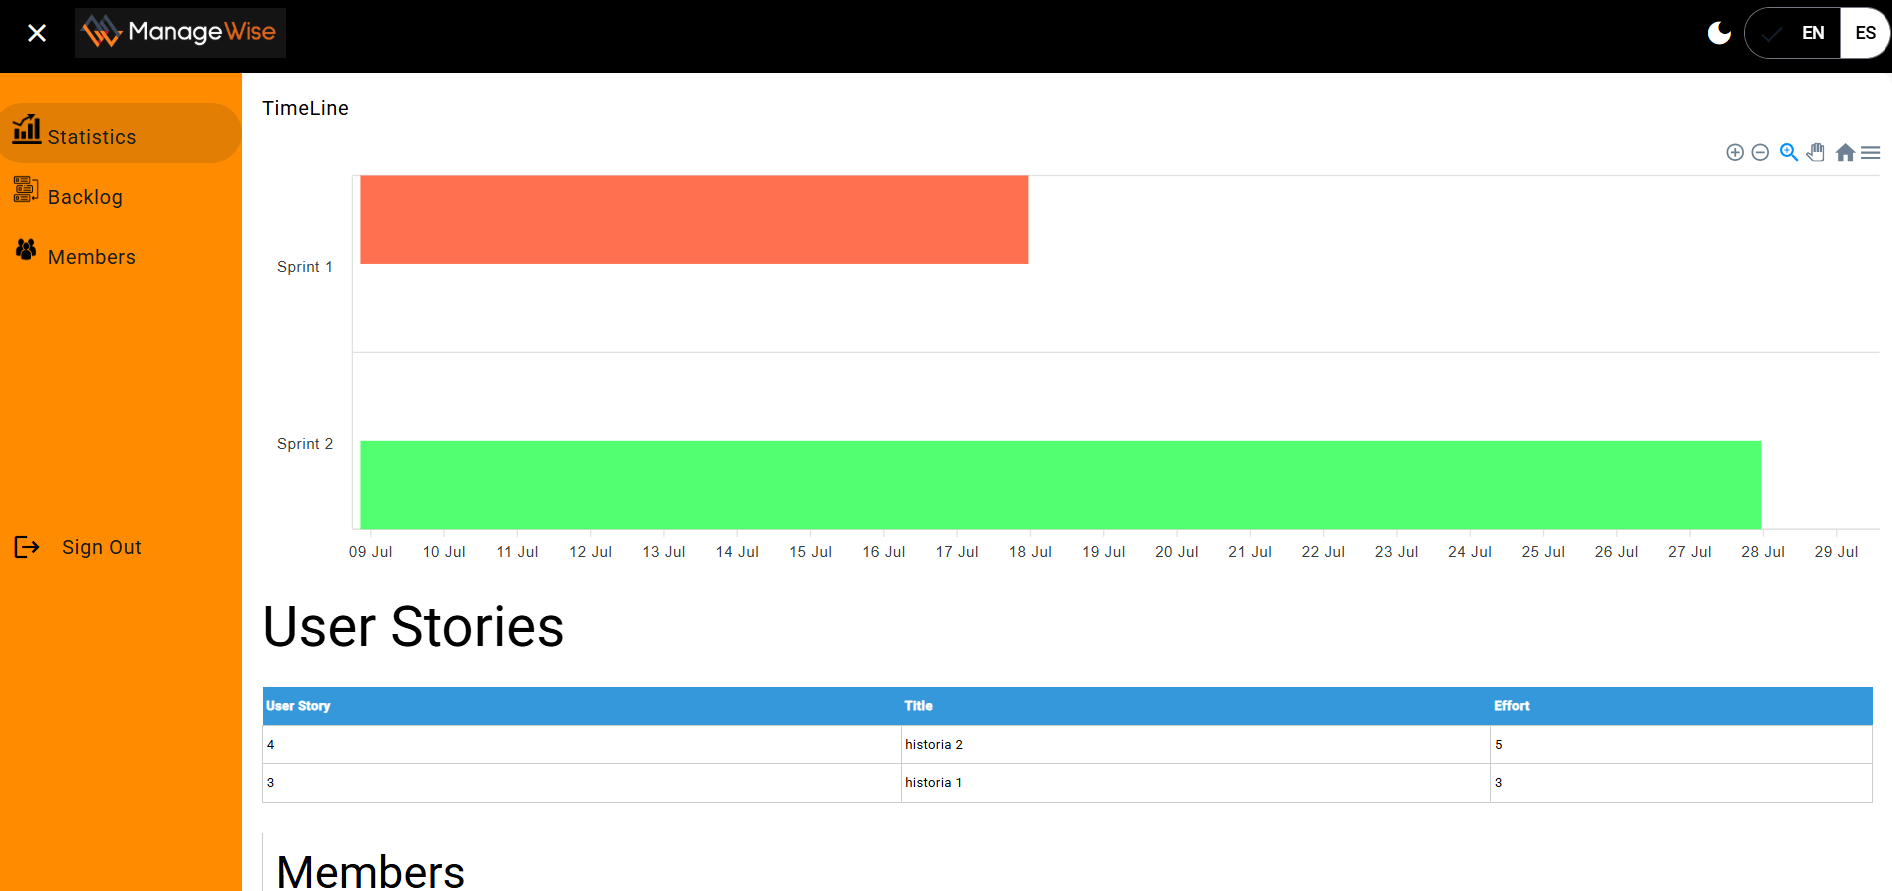 ManageWise
EN ES
Statistics
Backlog
Members
Sign Out
TimeLine
Sprint 1
Sprint 2
09 Jul 10 Jul 11 Jul 12 Jul 13 Jul 14 Jul 15 Jul 16 Jul 17 Jul 18 Jul 19 Jul 20 Jul 21 Jul 22 Jul 23 Jul 24 Jul 25 Jul 26 Jul 27 Jul 28 Jul 29 Jul
User Stories
User Story Title Effort
4 historia 2 5
3 historia 1 3
Members